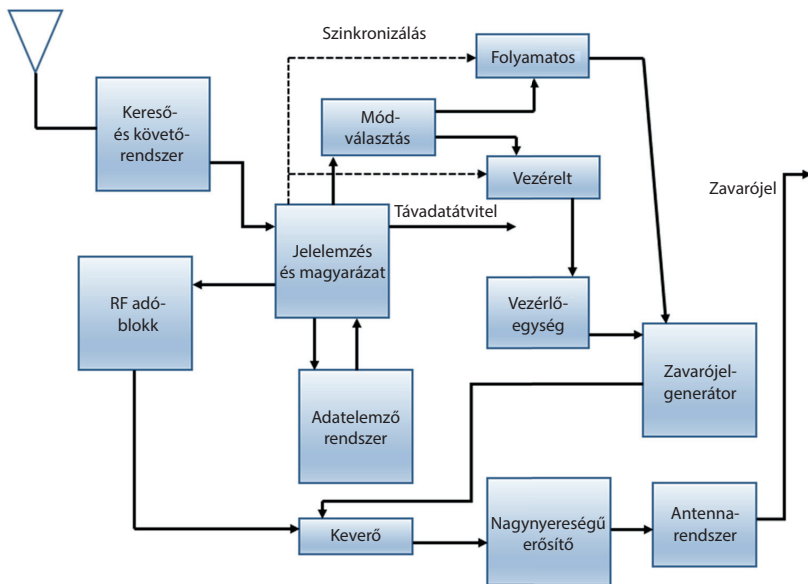 Szinkronizálás
Folyamatos
Kereső-
és követő-
rendszer
Mód-
választás
Vezérelt
Zavarójel
Távadatátvitel
Jelelemzés
és magyarázat
RF adó-
blokk
Vezérlő-
egység
Zavarójel-
generátor
Adatelemző
rendszer
Keverő
Nagynyereségű
erősítő
Antenna-
rendszer